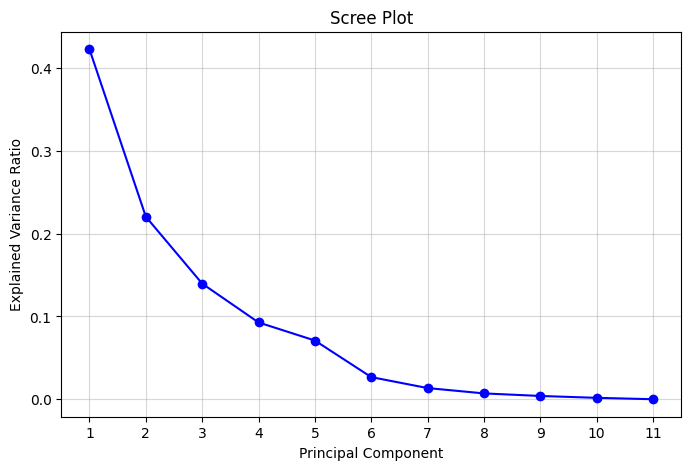 Scree Plot
Explained Variance Ratio
0.4
0.3
0.2
0.1
0.0
1 2 3 4 5 6 7 8 9 10 11
Principal Component